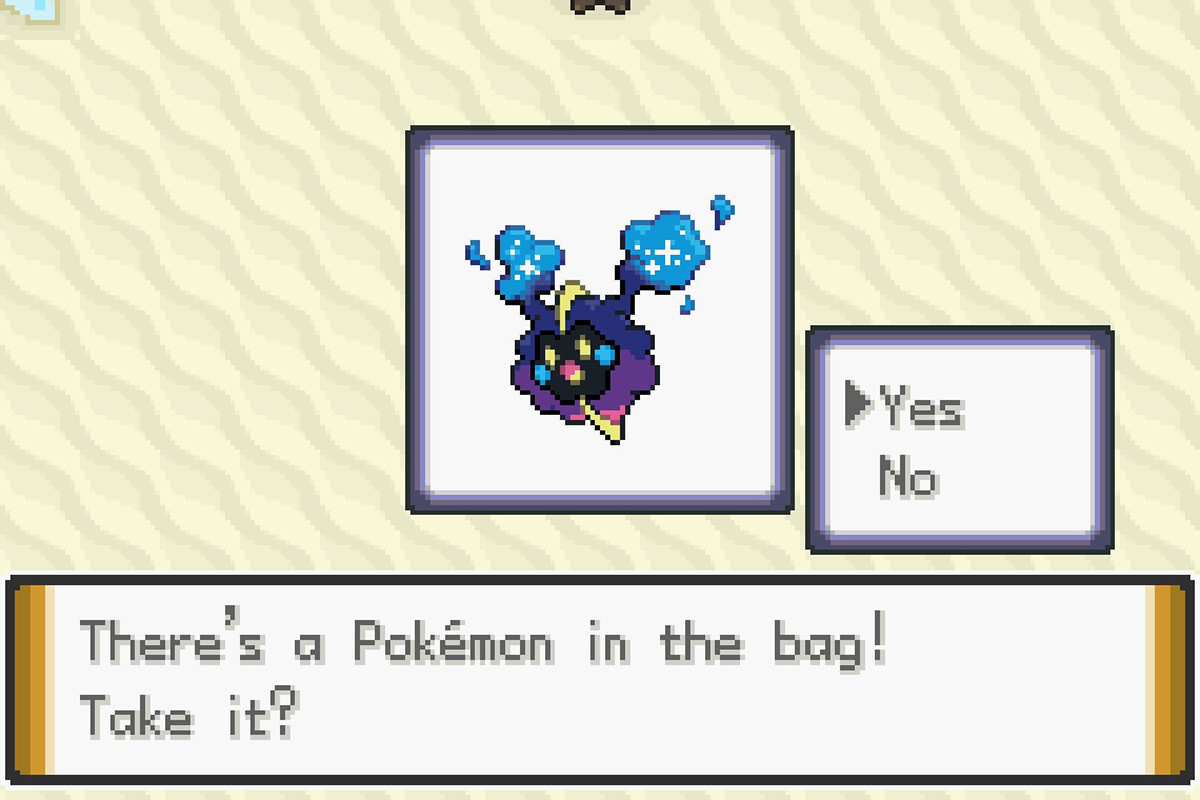 Yes
No
There's a Pokémon in the bag!
Take it?